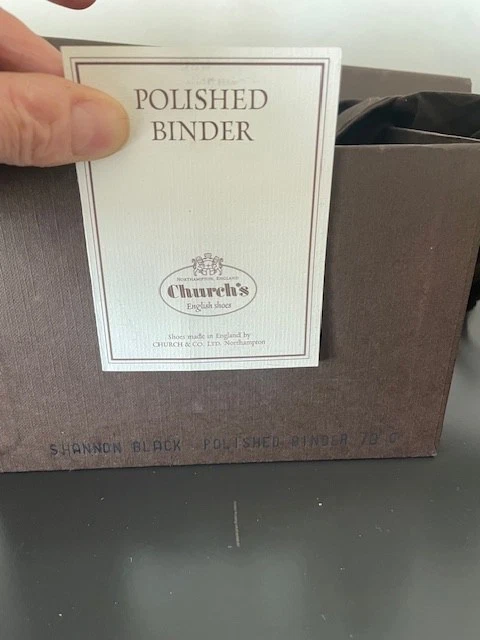 POLISHED
BINDER
NORTHAMPTON, ENGLAND
Church's
English shoes
Shoes made in England by
CHURCH & CO. LTD. Northampton
SHANNON BLACK POLISHED BINDER 70 G